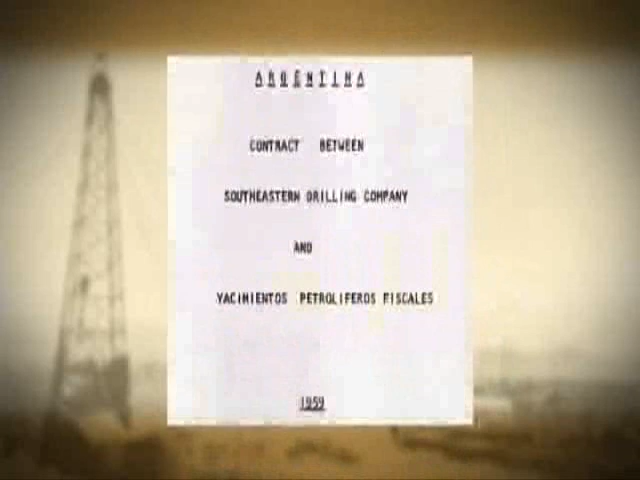 ARGENTINA
CONTRACT BETWEEN
SOUTHEASTERN DRILLING COMPANY
AND
YACIMIENTOS PETROLIFEROS FISCALES
1959